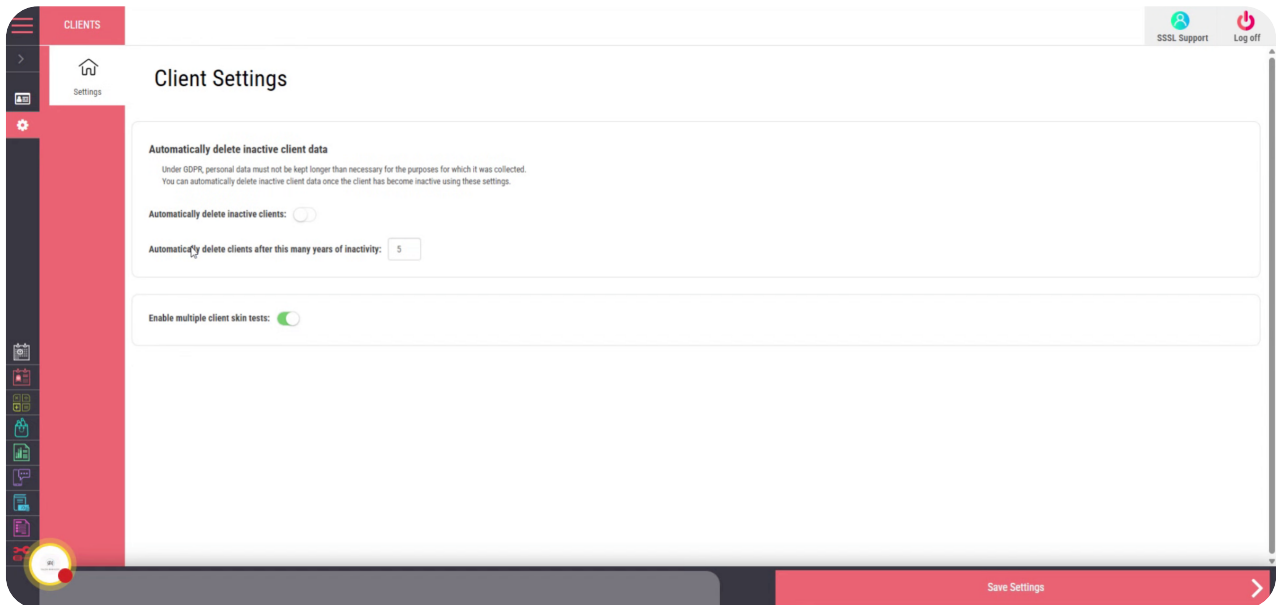 CLIENTS
SSSL Support
Log off
Settings
Client Settings
Automatically delete inactive client data
Under GDPR, personal data must not be kept longer than necessary for the purposes for which it was collected.
You can automatically delete inactive client data once the client has become inactive using these settings.
Automatically delete inactive clients:
Automatically delete clients after this many years of inactivity: 5
Enable multiple client skin tests:
Save Settings